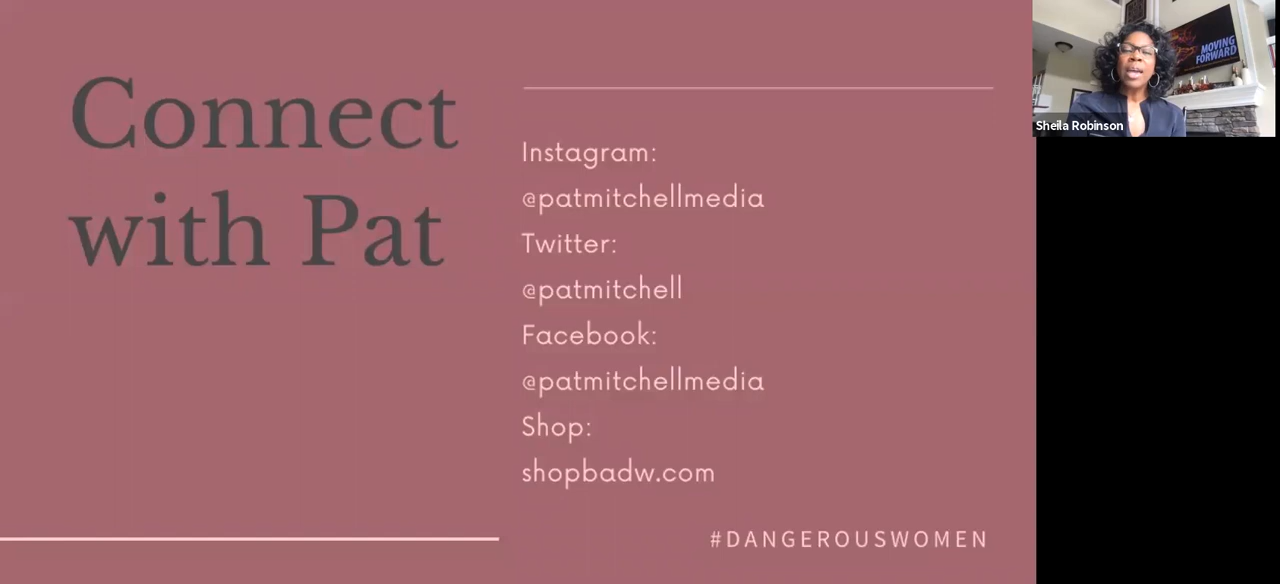 Connect
with Pat
Instagram:
@patmitchellmedia
Twitter:
@patmitchell
Facebook:
@patmitchellmedia
Shop:
shopbadw.com
#DANGEROUSWOMEN
MOVING
FORWARD
Sheila Robinson